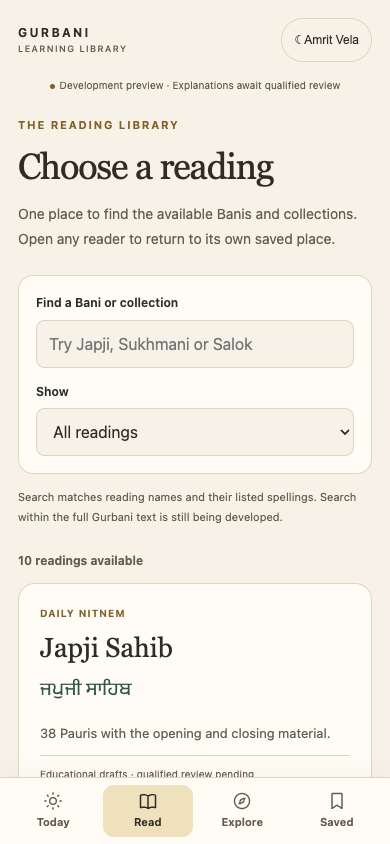 GURBANI
LEARNING LIBRARY
Amrit Vela
Development preview · Explanations await qualified review
THE READING LIBRARY
Choose a reading
One place to find the available Banis and collections.
Open any reader to return to its own saved place.
Find a Bani or collection
Try Japji, Sukhmani or Salok
Show
All readings
Search matches reading names and their listed spellings. Search
within the full Gurbani text is still being developed.
10 readings available
DAILY NITNEM
Japji Sahib
ਜਪੁਜੀ ਸਾਹਿਬ
38 Pauris with the opening and closing material.
Educational drafts · qualified review pending
Today
Read
Explore
Saved